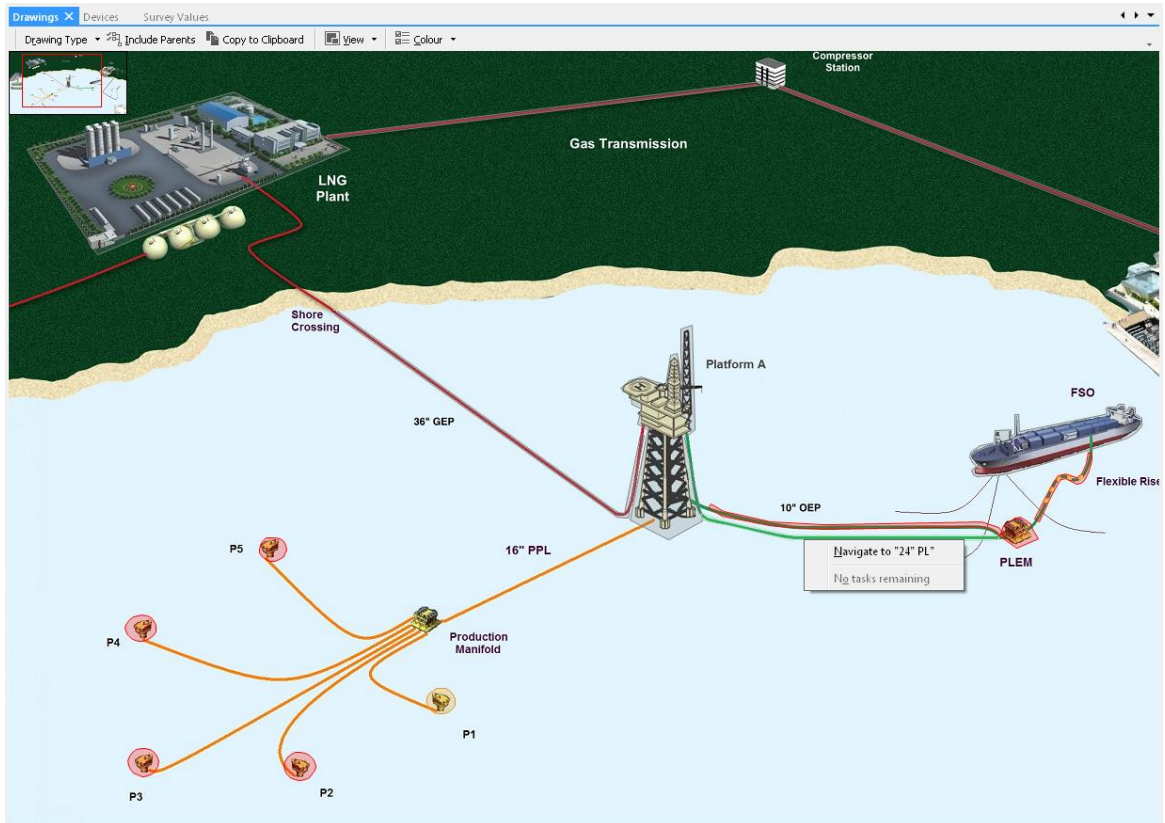 Drawings Devices Survey Values
Drawing Type Include Parents Copy to Clipboard View Colour
Compressor
Station
Gas Transmission
LNG
Plant
Shore
Crossing
Platform A
FSO
36" GEP
Flexible Rise
10" OEP
P5
16" PPL
Navigate to "24" PL"
PLEM
No tasks remaining
P4
Production
Manifold
P1
P2
P3